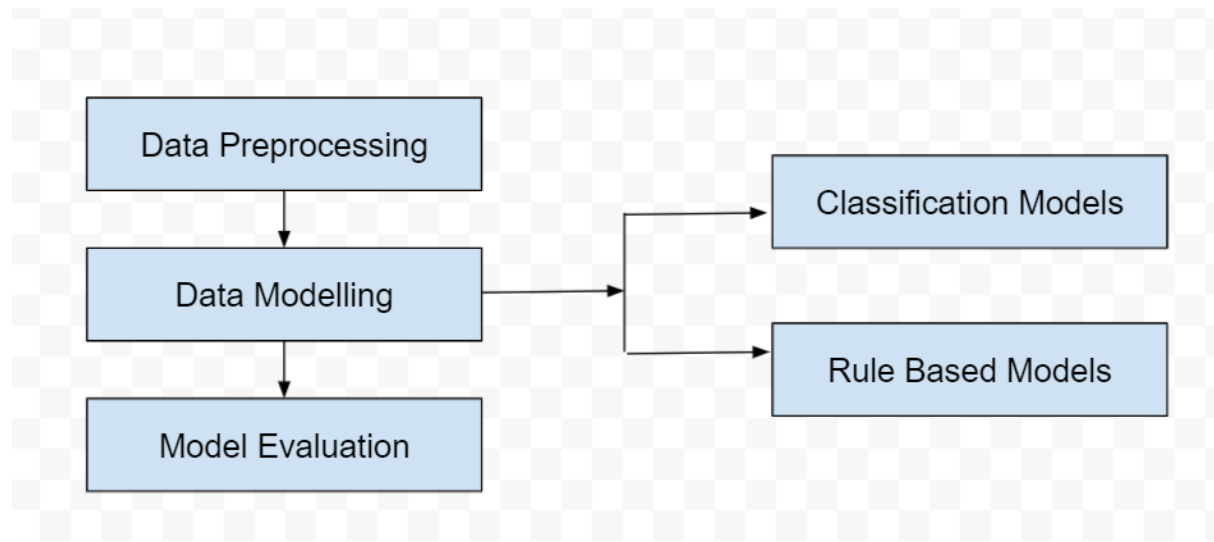 Data Preprocessing
Data Modelling
Model Evaluation
Classification Models
Rule Based Models